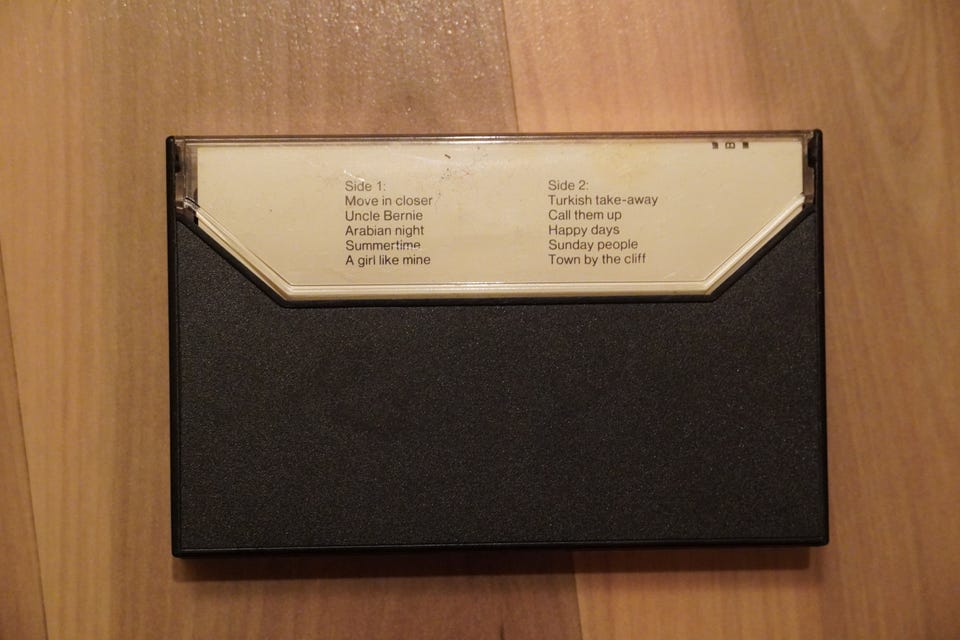 Side 1:
Move in closer
Uncle Bernie
Arabian night
Summertime
A girl like mine
Side 2:
Turkish take-away
Call them up
Happy days
Sunday people
Town by the cliff